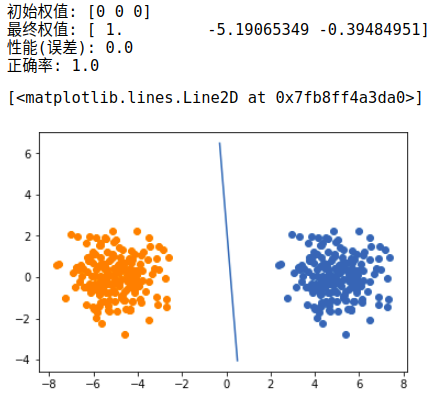 初始权值: [0 0 0]
最终权值: [ 1. -5.19065349 -0.39484951]
性能(误差): 0.0
正确率: 1.0
[<matplotlib.lines.Line2D at 0x7fb8ff4a3da0>]
6
4
2
0
−2
−4
−8 −6 −4 −2 0 2 4 6 8